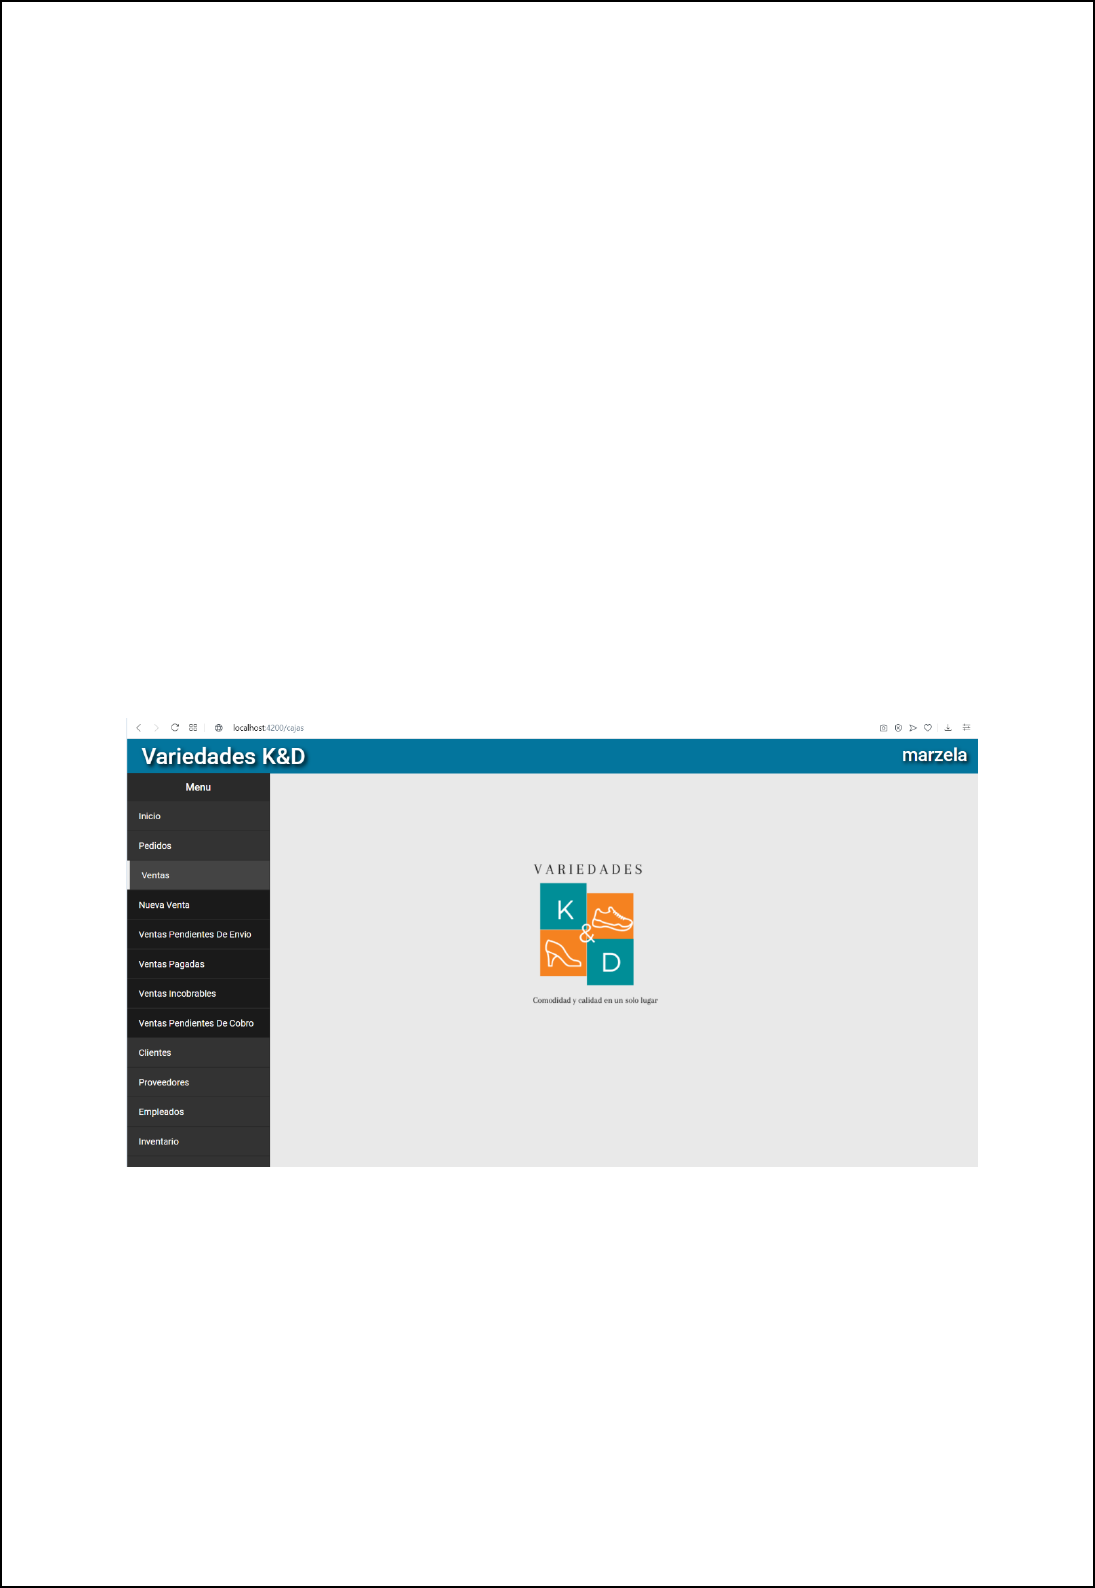 localhost:4200/cajas
Variedades K&D
marzela
Menu
Inicio
Pedidos
Ventas
Nueva Venta
Ventas Pendientes De Envio
Ventas Pagadas
Ventas Incobrables
Ventas Pendientes De Cobro
Clientes
Proveedores
Empleados
Inventario
VARIEDADES
K
&
D
Comodidad y calidad en un solo lugar